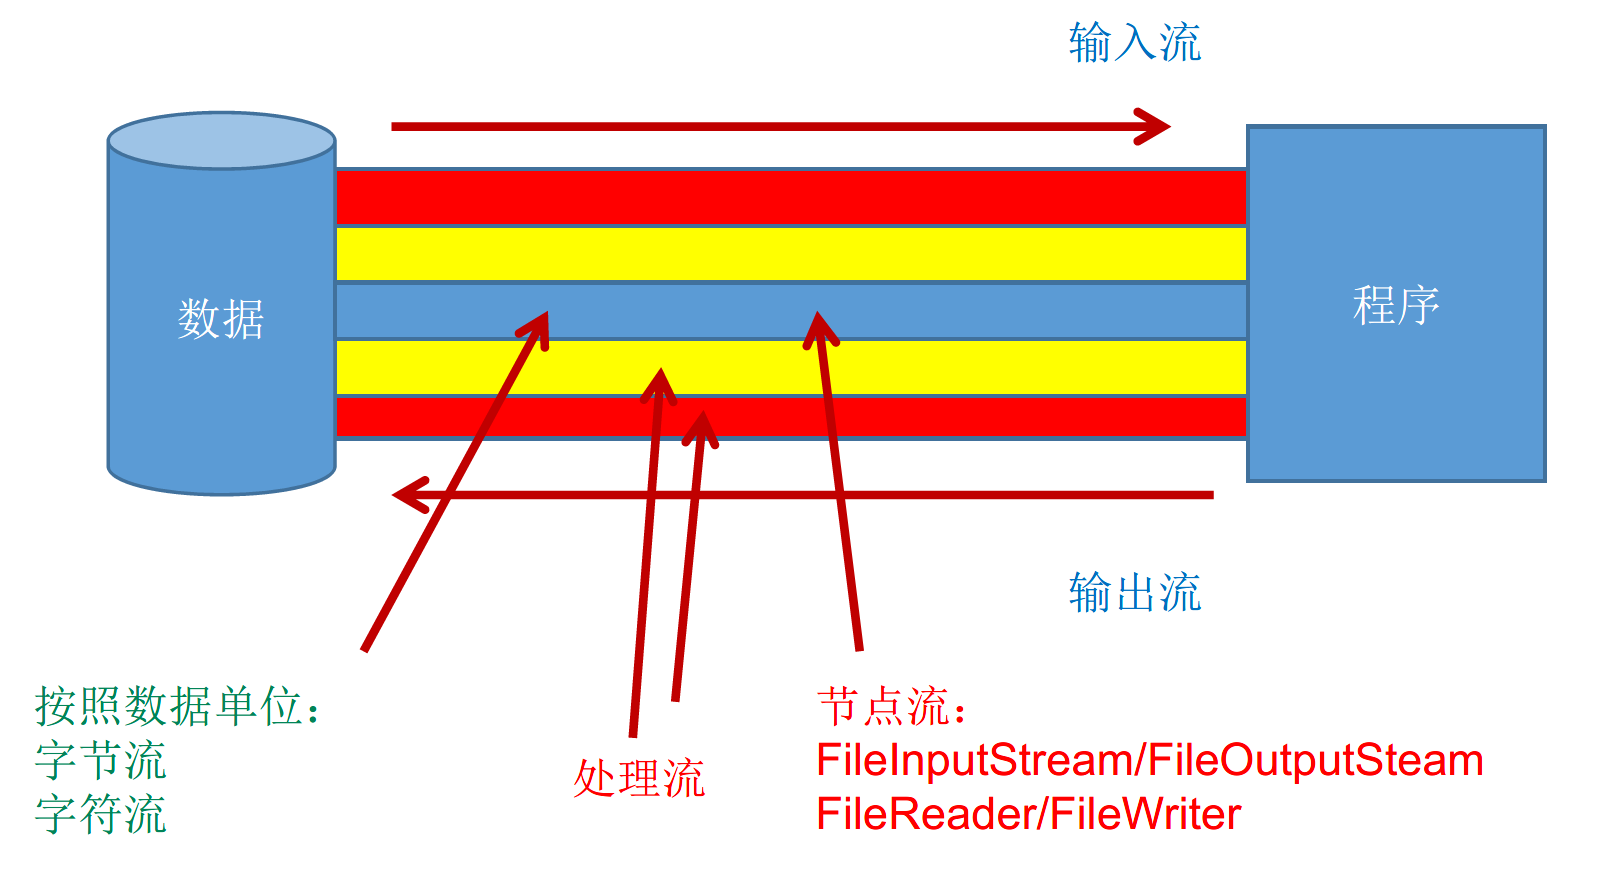 输入流
数据
程序
输出流
按照数据单位：
字节流
字符流
处理流
节点流：
FileInputStream/FileOutputSteam
FileReader/FileWriter